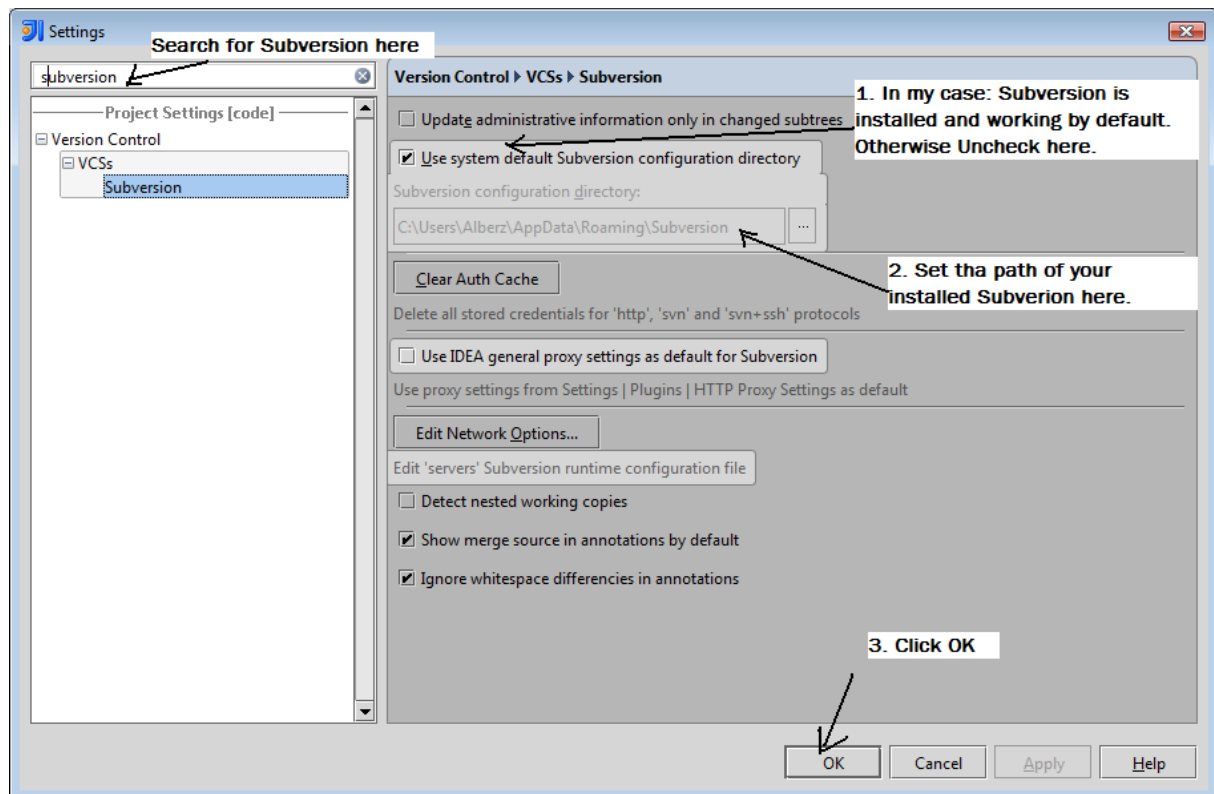 Settings
Search for Subversion here
subversion
Version Control ▸ VCSs ▸ Subversion
Project Settings [code]
Version Control
VCSs
Subversion
Update administrative information only in changed subtrees
1. In my case: Subversion is
installed and working by default.
Otherwise Uncheck here.
Use system default Subversion configuration directory
Subversion configuration directory:
C:\Users\Alberz\AppData\Roaming\Subversion
...
2. Set tha path of your
installed Subverion here.
Clear Auth Cache
Delete all stored credentials for 'http', 'svn' and 'svn+ssh' protocols
Use IDEA general proxy settings as default for Subversion
Use proxy settings from Settings | Plugins | HTTP Proxy Settings as default
Edit Network Options...
Edit 'servers' Subversion runtime configuration file
Detect nested working copies
Show merge source in annotations by default
Ignore whitespace differencies in annotations
3. Click OK
OK
Cancel
Apply
Help